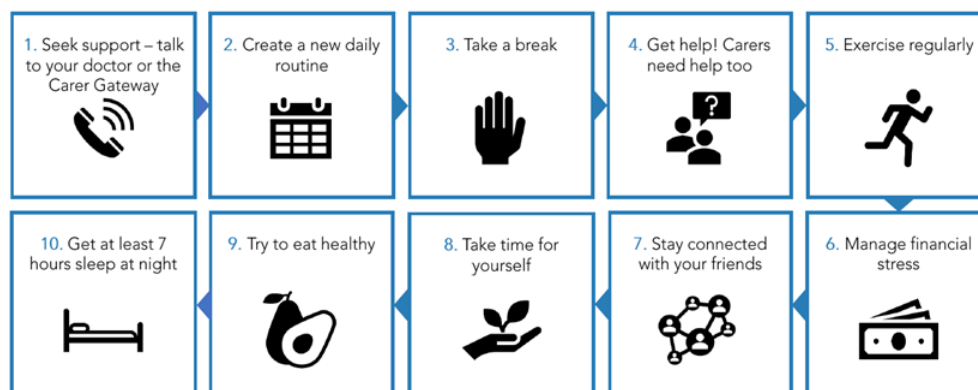 1. Seek support – talk
to your doctor or the
Carer Gateway
2. Create a new daily
routine
3. Take a break
4. Get help! Carers
need help too
?
5. Exercise regularly
6. Manage financial
stress
7. Stay connected
with your friends
8. Take time for
yourself
9. Try to eat healthy
10. Get at least 7
hours sleep at night